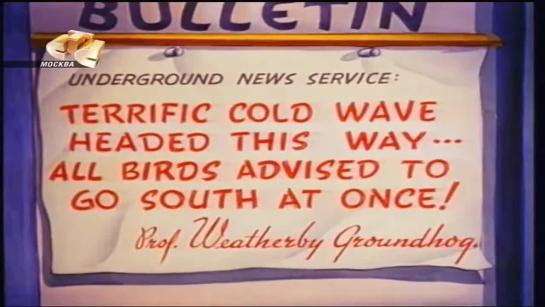 BULLETIN
МОСКВА
UNDERGROUND NEWS SERVICE:
TERRIFIC COLD WAVE
HEADED THIS WAY---
ALL BIRDS ADVISED TO
GO SOUTH AT ONCE!
Prof. Weatherby Groundhog.